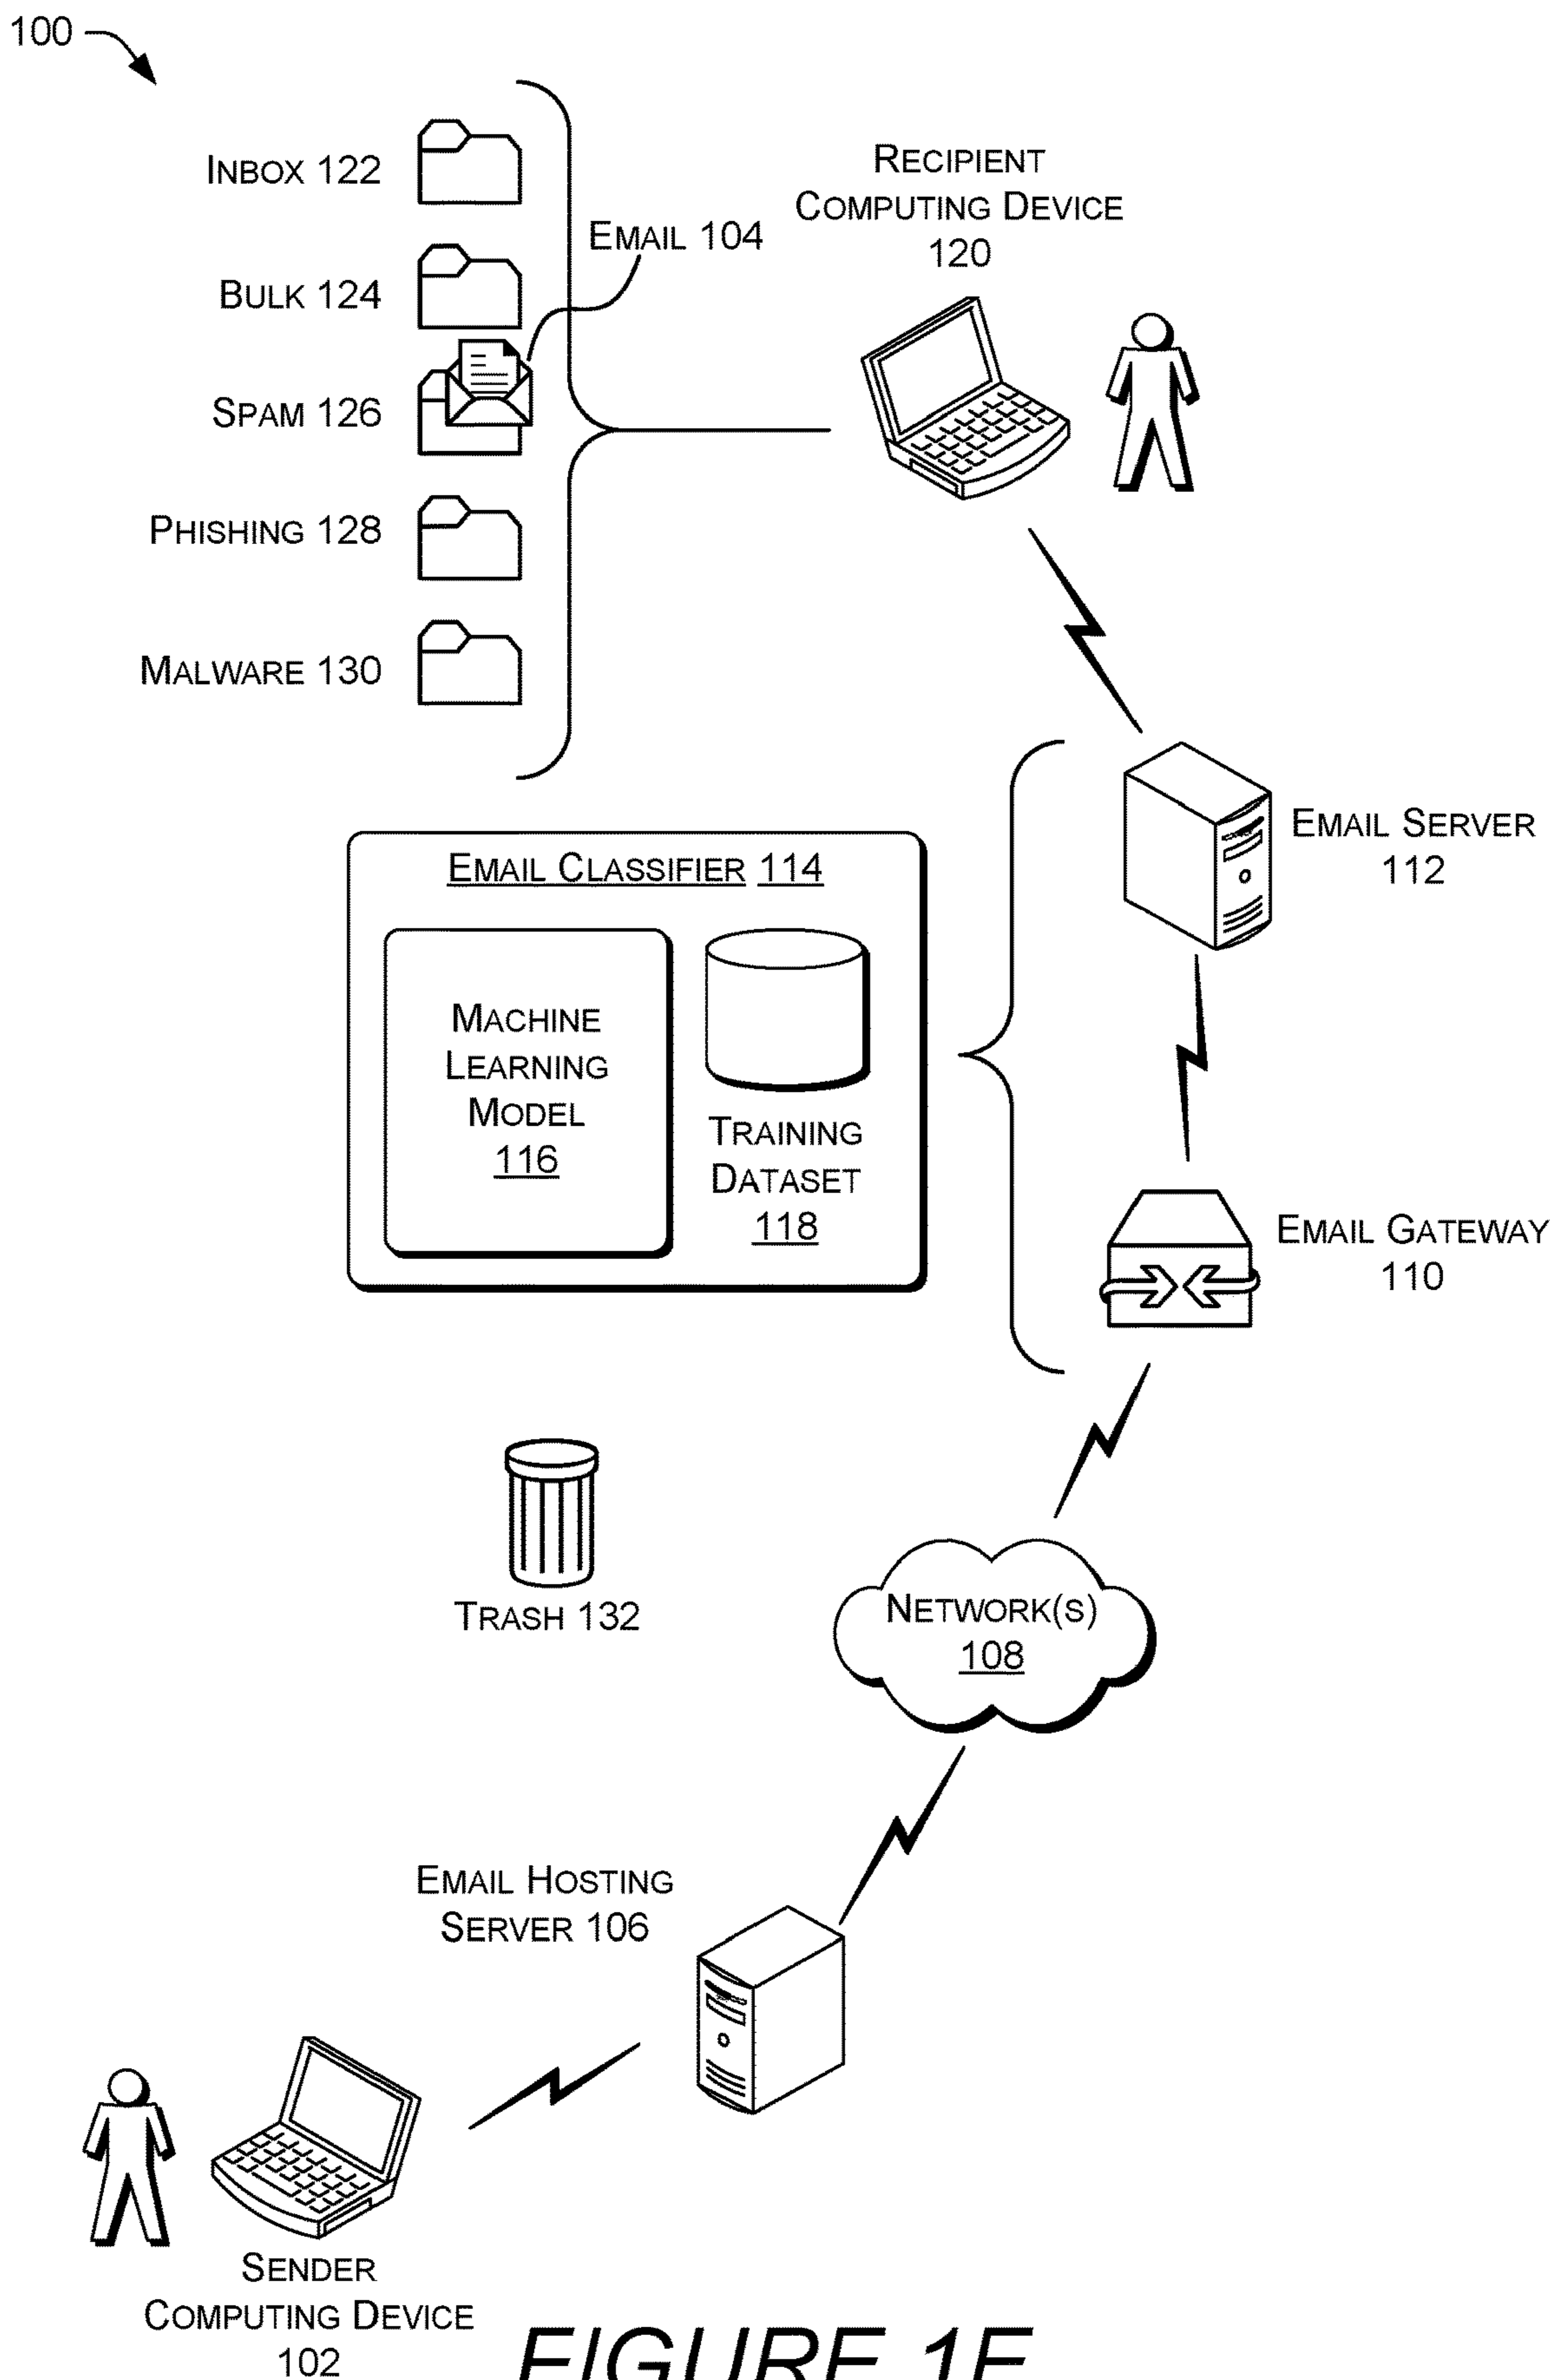 100
INBOX 122
BULK 124
SPAM 126
PHISHING 128
MALWARE 130
EMAIL 104
RECIPIENT
COMPUTING DEVICE
120
EMAIL SERVER
112
EMAIL CLASSIFIER 114
MACHINE
LEARNING
MODEL
116
TRAINING
DATASET
118
EMAIL GATEWAY
110
TRASH 132
NETWORK(S)
108
EMAIL HOSTING
SERVER 106
SENDER
COMPUTING DEVICE
102